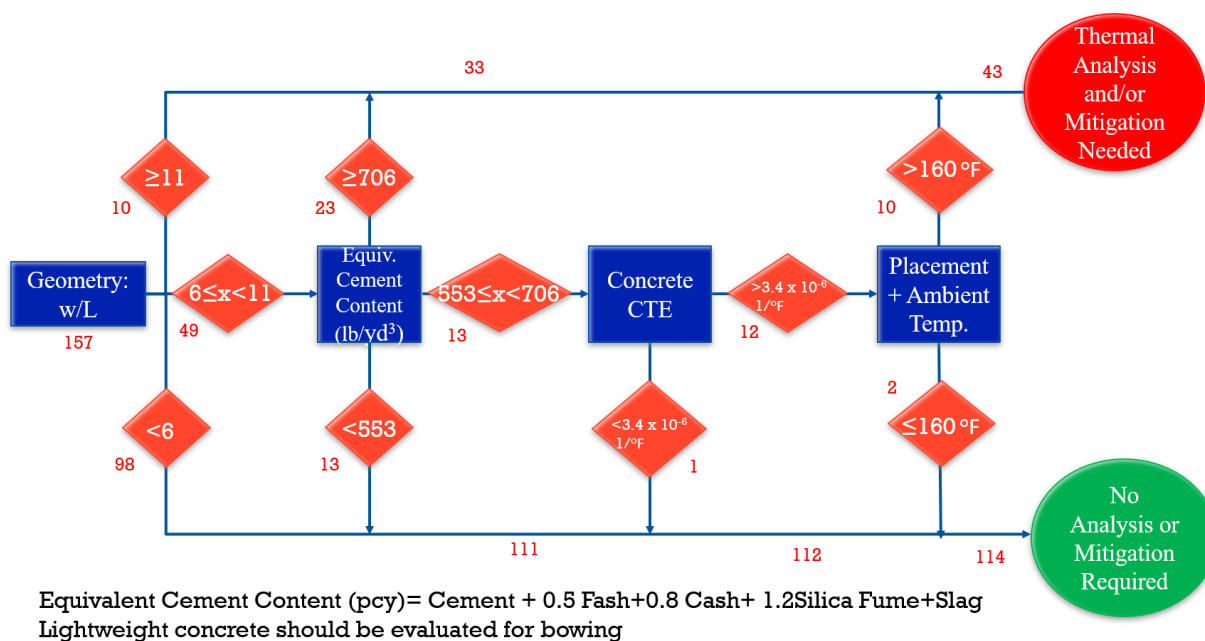 33
43
Thermal
Analysis
and/or
Mitigation
Needed
≥11
10
≥706
23
>160 °F
10
Geometry:
w/L
157
6≤x<11
49
Equiv.
Cement
Content
(lb/yd³)
553≤x<706
13
Concrete
CTE
>3.4 x 10⁻⁶
1/°F
12
Placement
+ Ambient
Temp.
<6
98
<553
13
<3.4 x 10⁻⁶
1/°F
1
2
≤160 °F
111
112
114
No
Analysis or
Mitigation
Required
Equivalent Cement Content (pcy)= Cement + 0.5 Fash+0.8 Cash+ 1.2Silica Fume+Slag
Lightweight concrete should be evaluated for bowing